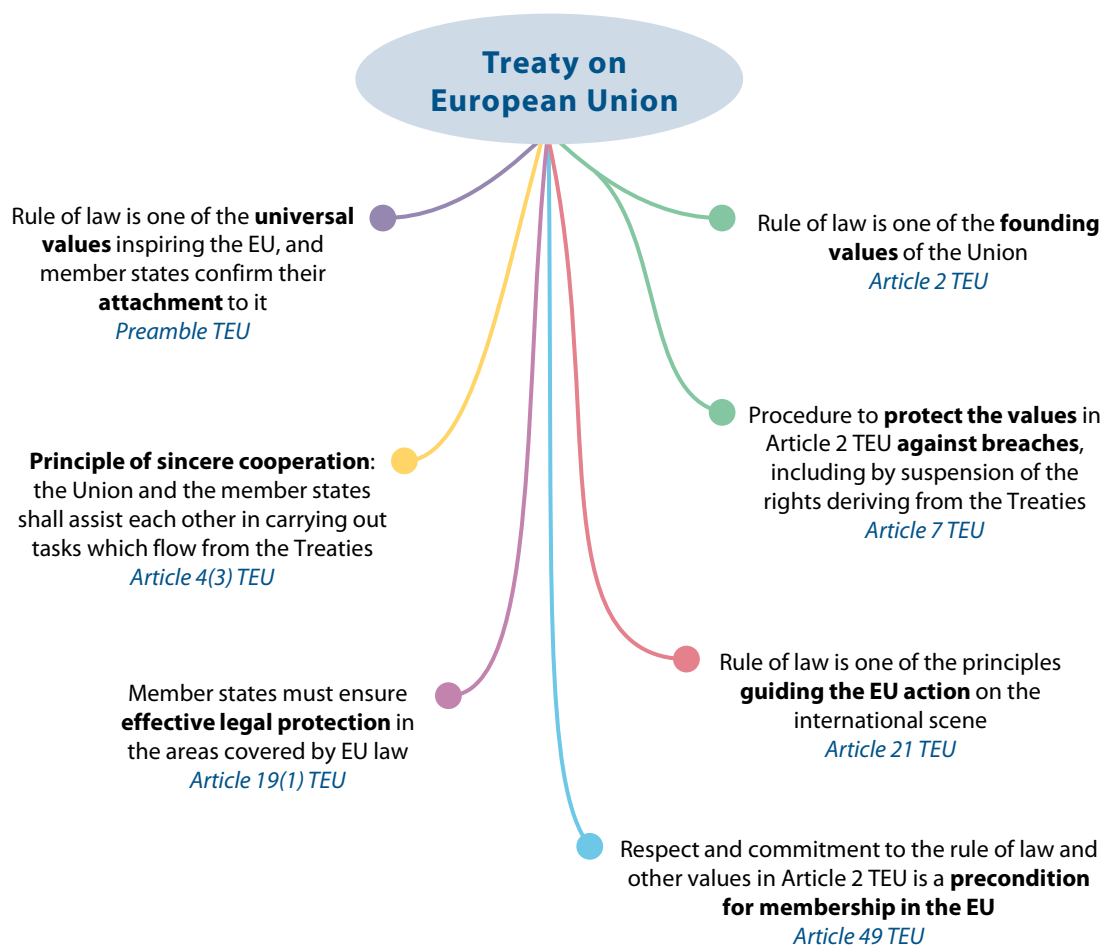 Treaty on
European Union
Rule of law is one of the universal
values inspiring the EU, and
member states confirm their
attachment to it
Preamble TEU
Rule of law is one of the founding
values of the Union
Article 2 TEU
Procedure to protect the values in
Article 2 TEU against breaches,
including by suspension of the
rights deriving from the Treaties
Article 7 TEU
Principle of sincere cooperation:
the Union and the member states
shall assist each other in carrying out
tasks which flow from the Treaties
Article 4(3) TEU
Rule of law is one of the principles
guiding the EU action on the
international scene
Article 21 TEU
Member states must ensure
effective legal protection in
the areas covered by EU law
Article 19(1) TEU
Respect and commitment to the rule of law and
other values in Article 2 TEU is a precondition
for membership in the EU
Article 49 TEU